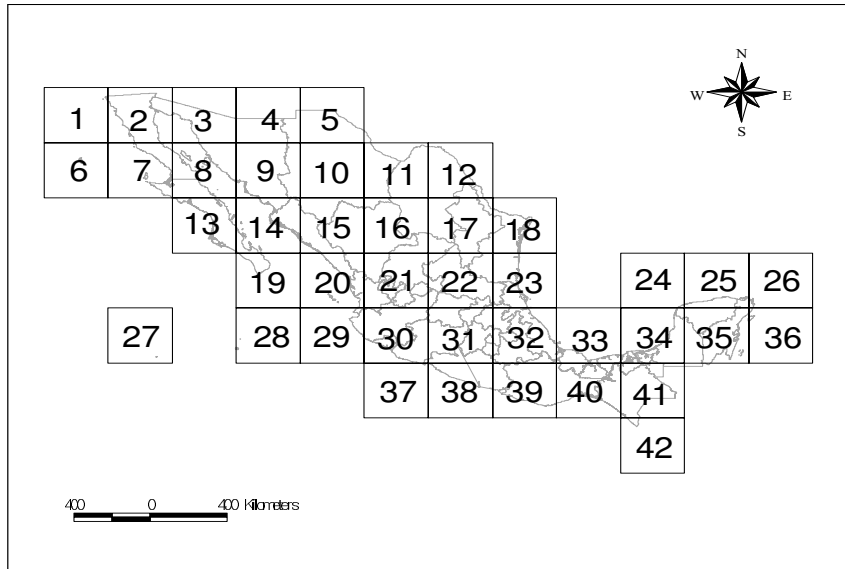 N
W E
S
1 2 3 4 5
6 7 8 9 10 11 12
13 14 15 16 17 18
19 20 21 22 23 24 25 26
27 28 29 30 31 32 33 34 35 36
37 38 39 40 41
42
400 0 400 Kilometers